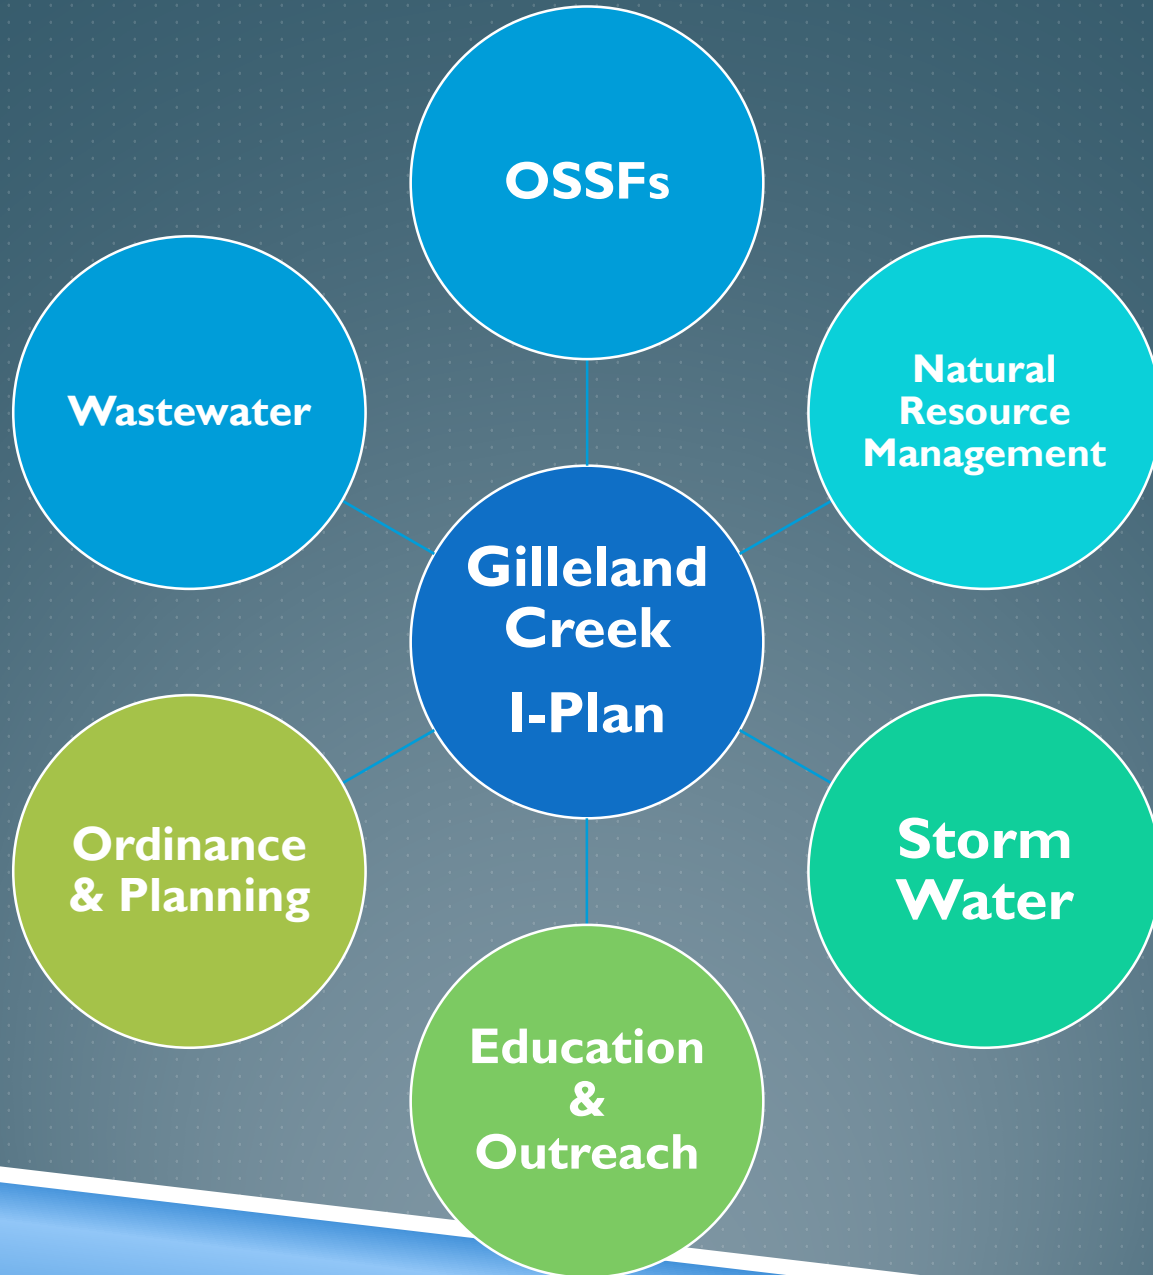 OSSFs
Natural
Resource
Management
Storm
Water
Education
&
Outreach
Ordinance
& Planning
Wastewater
Gilleland
Creek
I-Plan